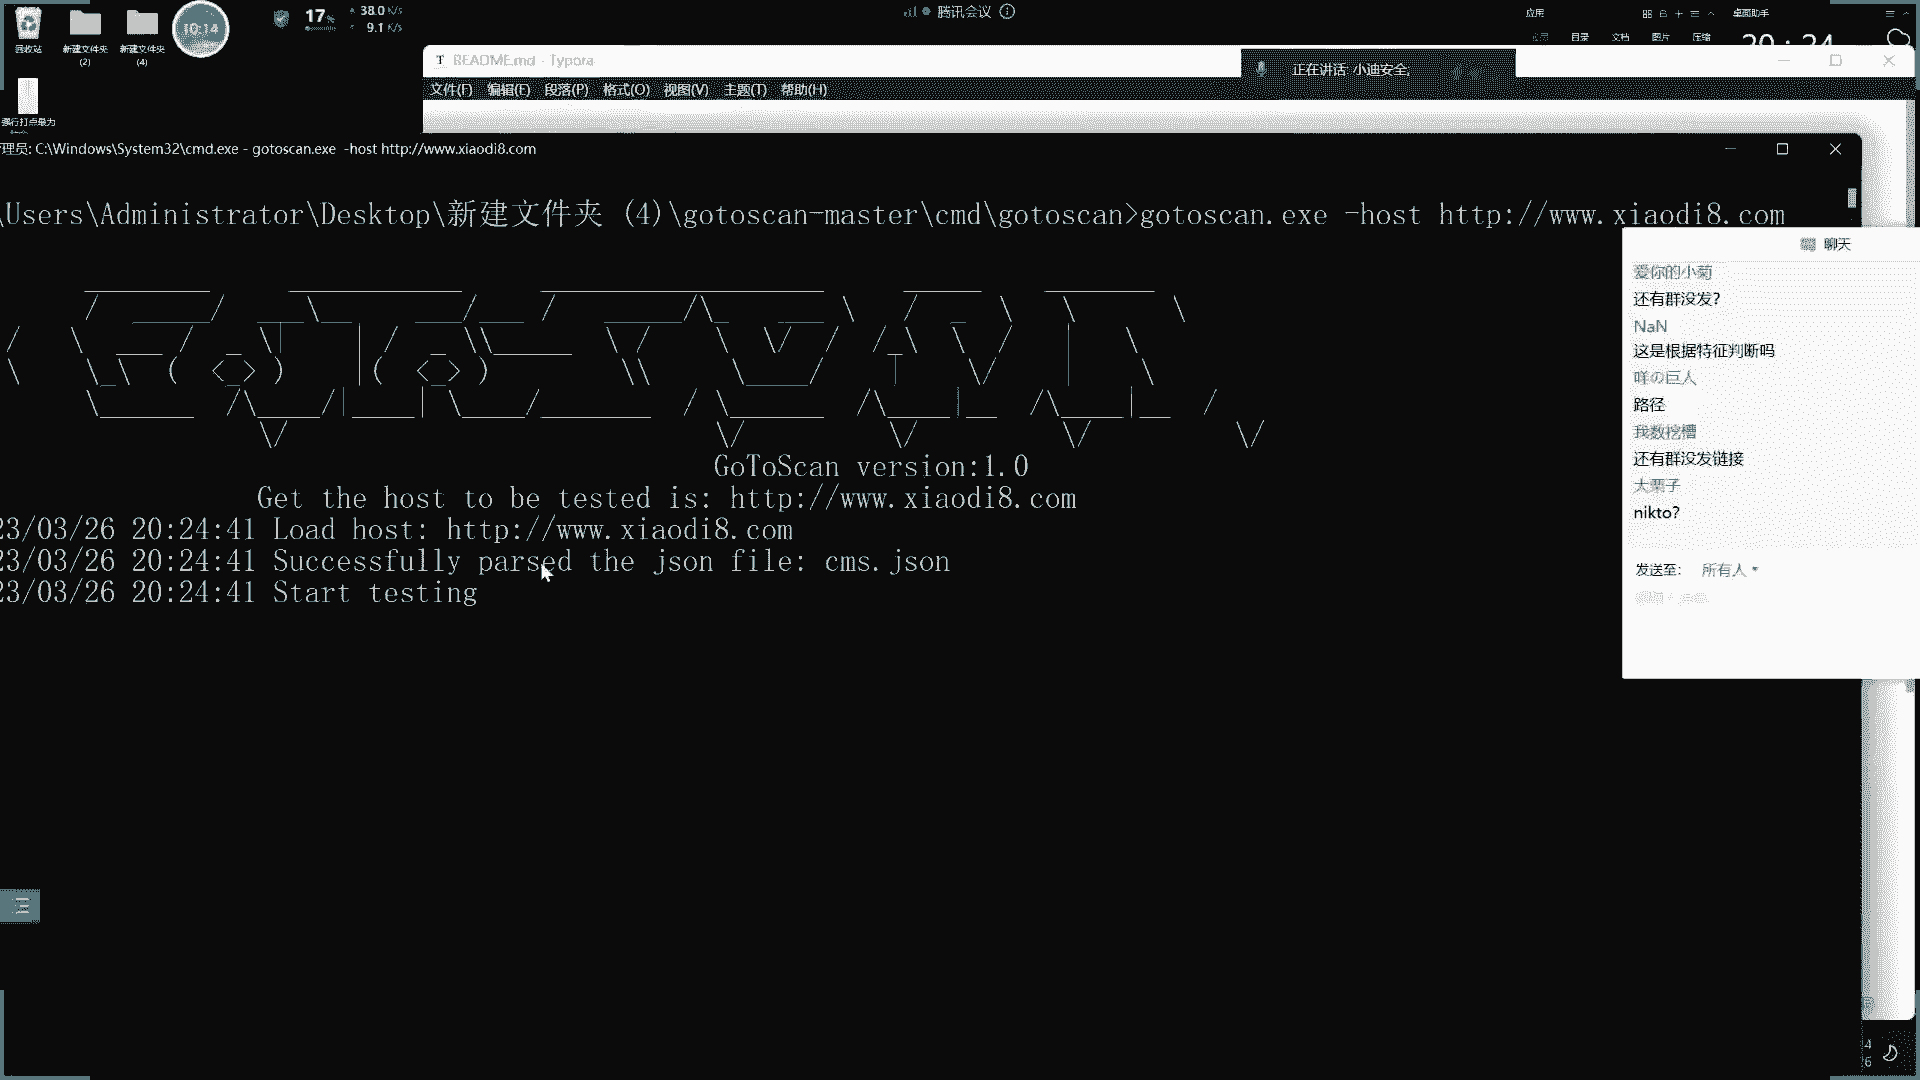 回收站
新建文件夹
(2)
新建文件夹
(4)
10:14
17%
38.0 K/s
9.1 K/s
腾讯会议
应用
桌面助手
目录
文档
图片
压缩
20:24
README.md - Typora
正在讲话: 小迪安全;
文件(F) 编辑(E) 段落(P) 格式(O) 视图(V) 主题(T) 帮助(H)
理员: C:\Windows\System32\cmd.exe - gotoscan.exe -host http://www.xiaodi8.com
\Users\Administrator\Desktop\新建文件夹 (4)\gotoscan-master\cmd\gotoscan>gotoscan.exe -host http://www.xiaodi8.com
GoToScan version:1.0
Get the host to be tested is: http://www.xiaodi8.com
23/03/26 20:24:41 Load host: http://www.xiaodi8.com
23/03/26 20:24:41 Successfully parsed the json file: cms.json
23/03/26 20:24:41 Start testing
聊天
爱你的小菊
还有群没发?
NaN
这是根据特征判断吗
咩の巨人
路径
我数挖槽
还有群没发链接
太栗子
nikto?
发送至: 所有人